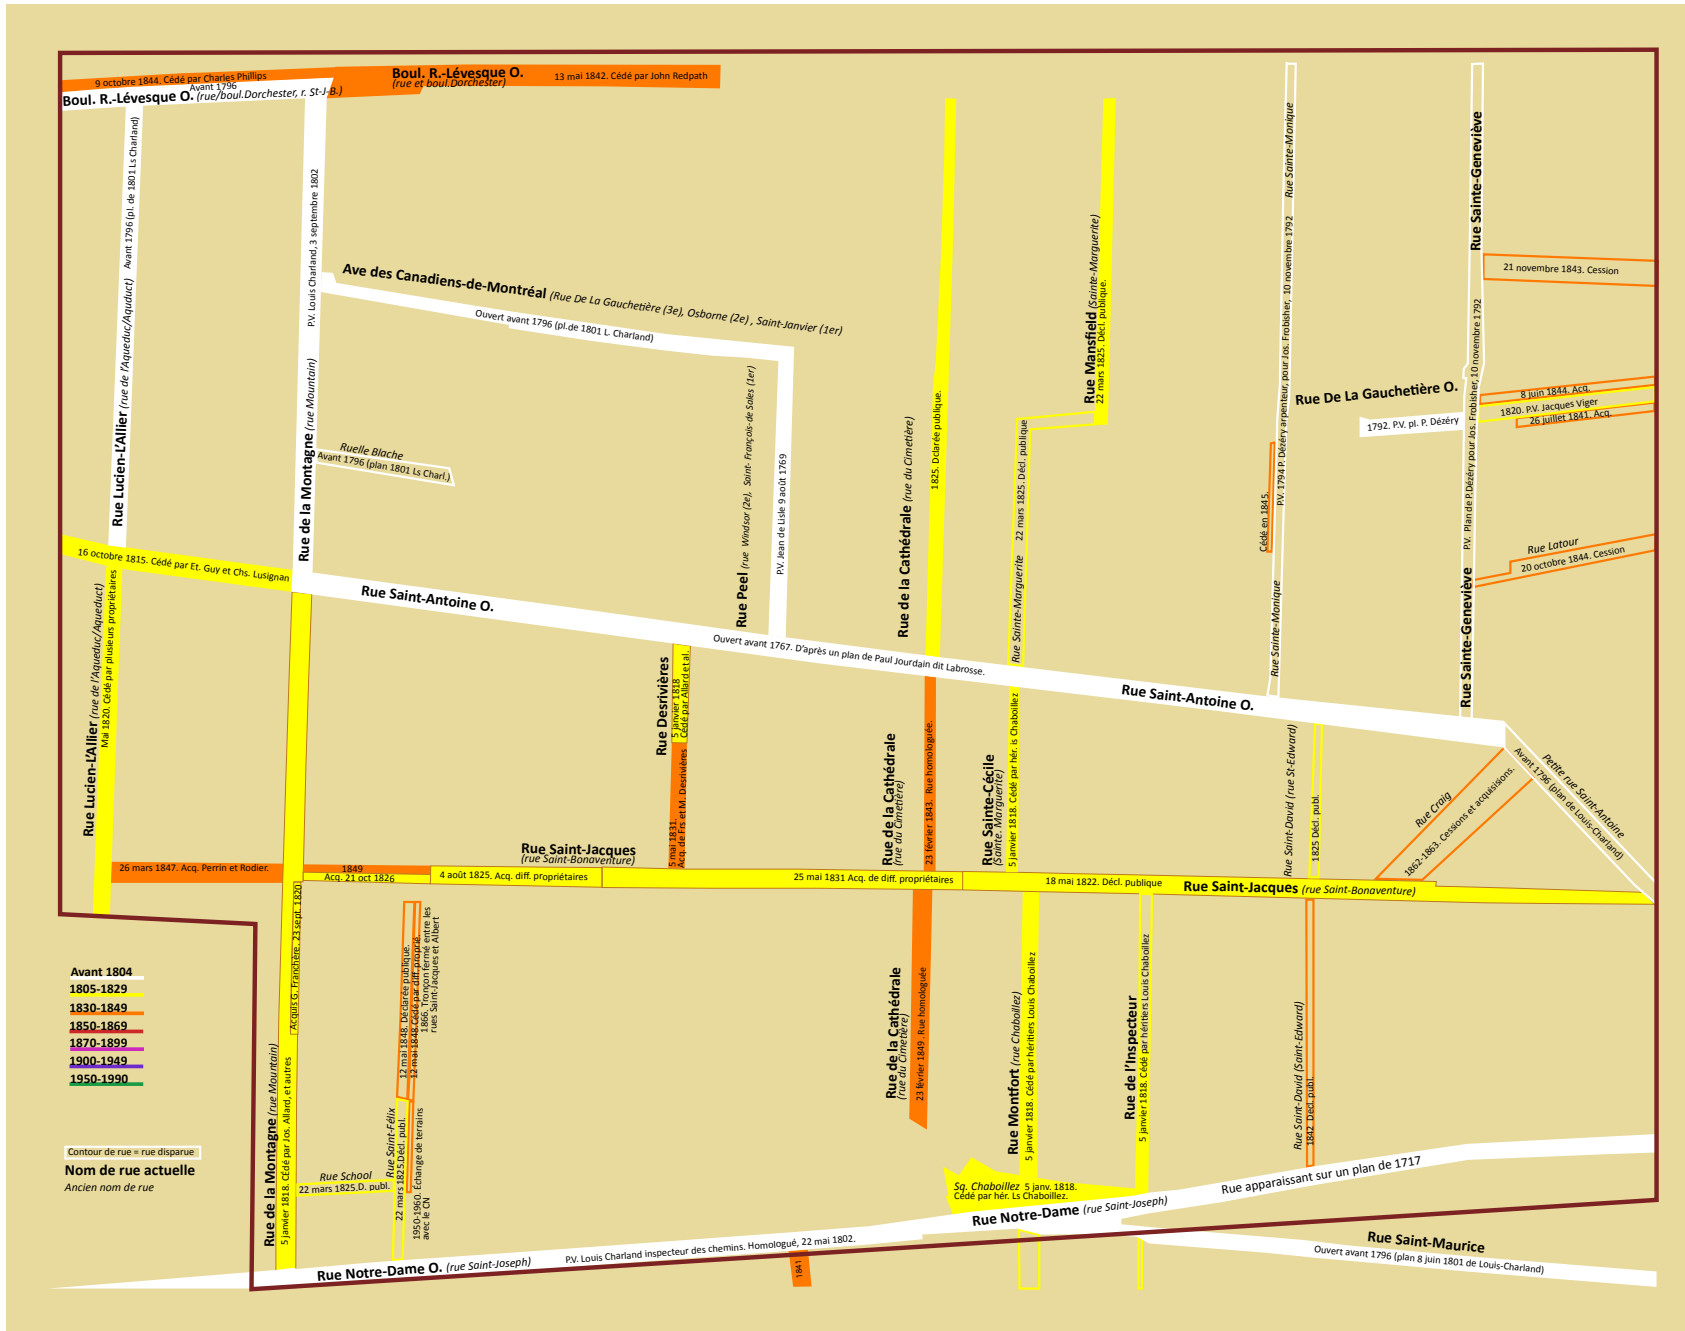 9 octobre 1844. Cédé par Charles Phillips
Avant 1796
Boul. R.-Lévesque O. (rue/boul.Dorchester, r. St-J-B.)
Boul. R.-Lévesque O.
(rue et boul.Dorchester)
13 mai 1842. Cédé par John Redpath
Rue Lucien-L'Allier (rue de l'Aqueduc/Aquduct) Avant 1796 (pl. de 1801 Ls Charland)
Rue de la Montagne (rue Mountain) P.V. Louis Charland, 3 septembre 1802
Ave des Canadiens-de-Montréal (Rue De La Gauchetière (3e), Osborne (2e) , Saint-Janvier (1er)
Ouvert avant 1796 (pl.de 1801 L. Charland)
Ruelle Blache
Avant 1796 (plan 1801 Ls Charl.)
Rue Peel (rue Windsor (2e), Saint- François-de Sales (1er)
P.V. Jean de Lisle 9 août 1769
Rue de la Cathédrale (rue du Cimetière)
1825. Dclarée publique.
Rue Mansfield (Sainte-Marguerite)
22 mars 1825. Décl. publique.
Rue Sainte-Marguerite 22 mars 1825. Décl. publique
Rue Sainte-Monique P.V. 1794 P. Dézéry arpenteur, pour Jos. Frobisher, 10 novembre 1792 Rue Sainte-Monique
Cédé en 1845.
Rue Sainte-Geneviève
21 novembre 1843. Cession
Rue De La Gauchetière O.
1792. P.V. pl. P. Dézéry
8 juin 1844. Acq.
1820. P.V. Jacques Viger
26 juillet 1841. Acq.
Rue Sainte-Geneviève P.V. Plan de P.Dézéry pour Jos. Frobisher, 10 novembre 1792
Rue Latour
20 octobre 1844. Cession
16 octobre 1815. Cédé par Et. Guy et Chs. Lusignan
Rue Saint-Antoine O.
Ouvert avant 1767. D'après un plan de Paul Jourdain dit Labrosse.
Rue Saint-Antoine O.
Rue Lucien-L'Allier (rue de l'Aqueduc/Aqueduct)
Mai 1820. Cédé par plusieurs propriétaires
Rue Desrivières
5 janvier 1818
Cédé par Allard et al.
5 mai 1831.
Acq. de Frs et M. Desrivières
Rue de la Cathédrale
(rue du Cimetière)
23 février 1843. Rue homologuée.
Rue Sainte-Cécile
(Sainte. Marguerite)
5 janvier 1818. Cédé par hér. ls Chaboillez
Rue Saint-David (rue St-Edward)
1825 Décl. publ.
Rue Craig
1862-1863. Cessions et acquisisions.
Avant 1796 (plan de Louis-Charland)
Petite rue Saint-Antoine
26 mars 1847. Acq. Perrin et Rodier.
1849
Acq. 21 oct 1826
Rue Saint-Jacques
(rue Saint-Bonaventure)
4 août 1825. Acq. diff. propriétaires
25 mai 1831 Acq. de diff. propriétaires
18 mai 1822. Décl. publique
Rue Saint-Jacques (rue Saint-Bonaventure)
Acquis G. Franchère. 23 sept. 1820
Rue de la Montagne (rue Mountain)
5 janvier 1818. CÉdé par Jos. Allard, et autres
12 mai 1848. Déclarée publique.
12 mai 1848.Cédé par diff. proprié.
1866. Tronçon fermé entre les
rues Saint-Jacques et Albert
Rue Saint-Félix
22 mars 1825.Décl. publ.
1950-1960. Échange de terrains
avec le CN
Rue School
22 mars 1825.D. publ.
Rue de la Cathédrale
(rue du Cimetière)
23 février 1849 . Rue homologuée
Rue Montfort (rue Chaboillez)
5 janvier 1818. Cédé par héritiers Louis Chaboillez
Rue de l'Inspecteur
5 janvier 1818. Cédé par héritiers Louis Chaboillez
Rue Saint-David (Saint-Edward)
1842 Décl. publ.
Sq. Chaboillez 5 janv. 1818.
Cédé par hér. Ls Chaboillez.
Avant 1804
1805-1829
1830-1849
1850-1869
1870-1899
1900-1949
1950-1990
Contour de rue = rue disparue
Nom de rue actuelle
Ancien nom de rue
Rue Notre-Dame O. (rue Saint-Joseph)
P.V. Louis Charland inspecteur des chemins. Homologué, 22 mai 1802.
1841
Rue Notre-Dame (rue Saint-Joseph)
Rue apparaissant sur un plan de 1717
Rue Saint-Maurice
Ouvert avant 1796 (plan 8 juin 1801 de Louis-Charland)